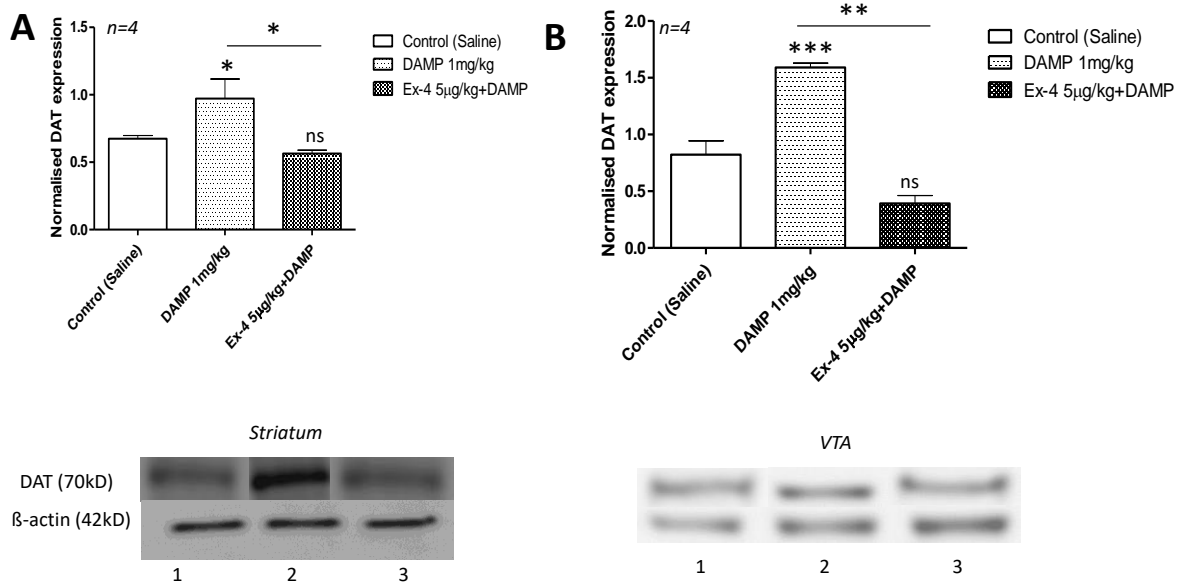 A
n=4
*
*
ns
Normalised DAT expression
1.5
1.0
0.5
0.0
Control (Saline)
DAMP 1mg/kg
Ex-4 5µg/kg+DAMP
Control (Saline)
DAMP 1mg/kg
Ex-4 5µg/kg+DAMP
B
n=4
**
***
ns
Normalised DAT expression
2.0
1.5
1.0
0.5
0.0
Control (Saline)
DAMP 1mg/kg
Ex-4 5µg/kg+DAMP
Control (Saline)
DAMP 1mg/kg
Ex-4 5µg/kg+DAMP
Striatum
DAT (70kD)
ß-actin (42kD)
1 2 3
VTA
1 2 3